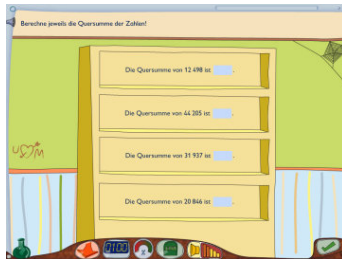 Berechne jeweils die Quersumme der Zahlen!
Die Quersumme von 12 498 ist .
Die Quersumme von 44 205 ist .
Die Quersumme von 31 937 ist .
Die Quersumme von 20 846 ist .